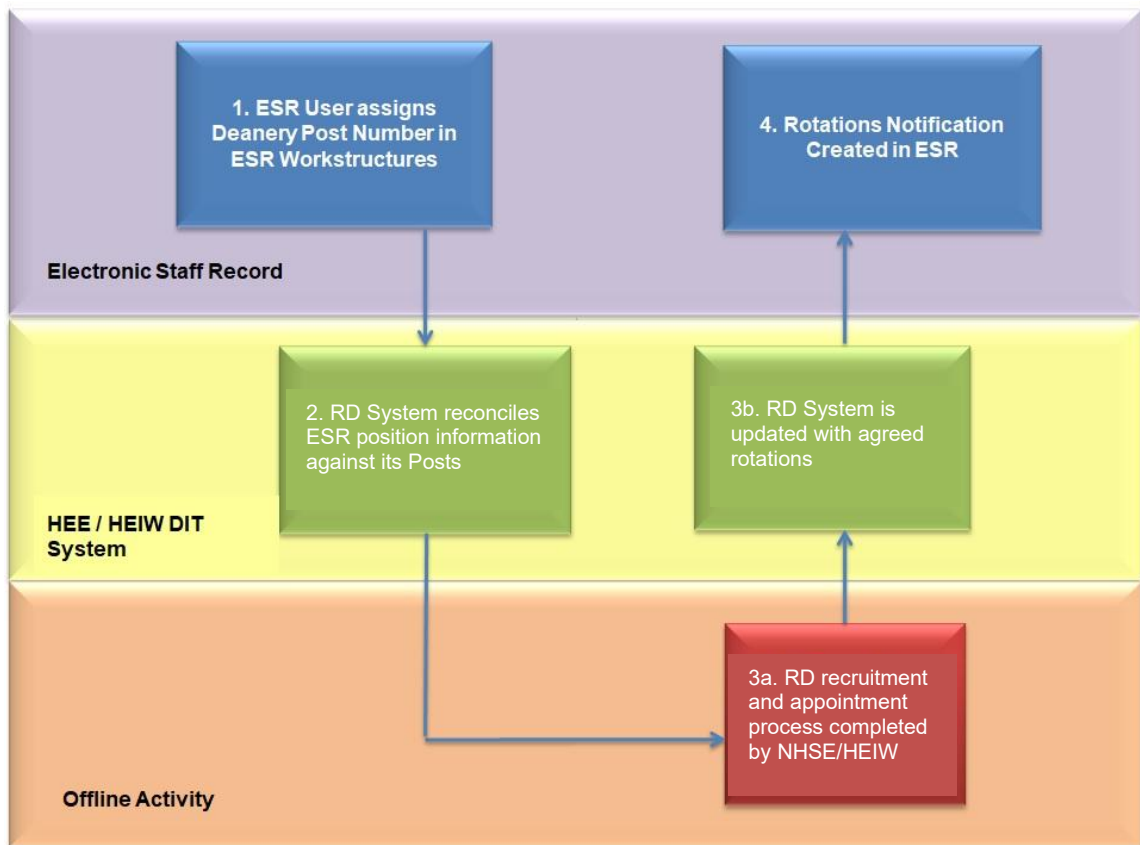 1. ESR User assigns
Deanery Post Number in
ESR Workstructures
4. Rotations Notification
Created in ESR
Electronic Staff Record
2. RD System reconciles
ESR position information
against its Posts
3b. RD System is
updated with agreed
rotations
HEE / HEIW DIT
System
3a. RD recruitment
and appointment
process completed
by NHSE/HEIW
Offline Activity